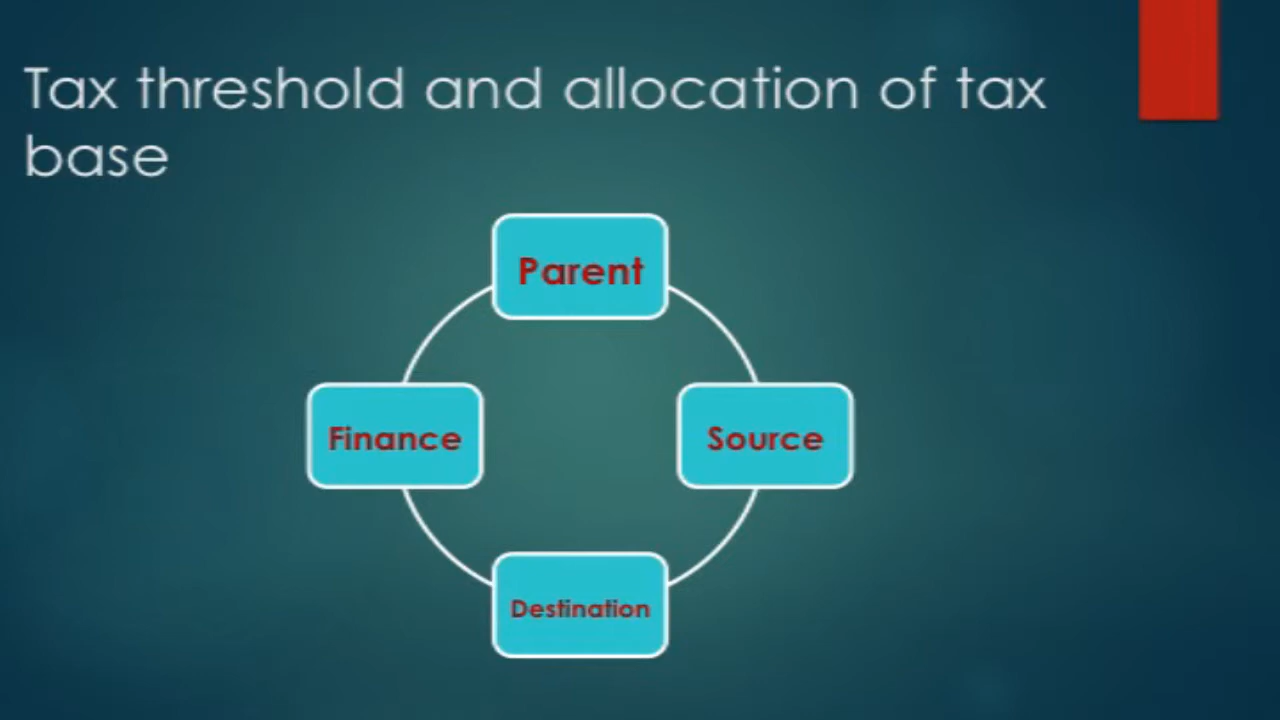 Tax threshold and allocation of tax
base
Parent
Finance
Source
Destination